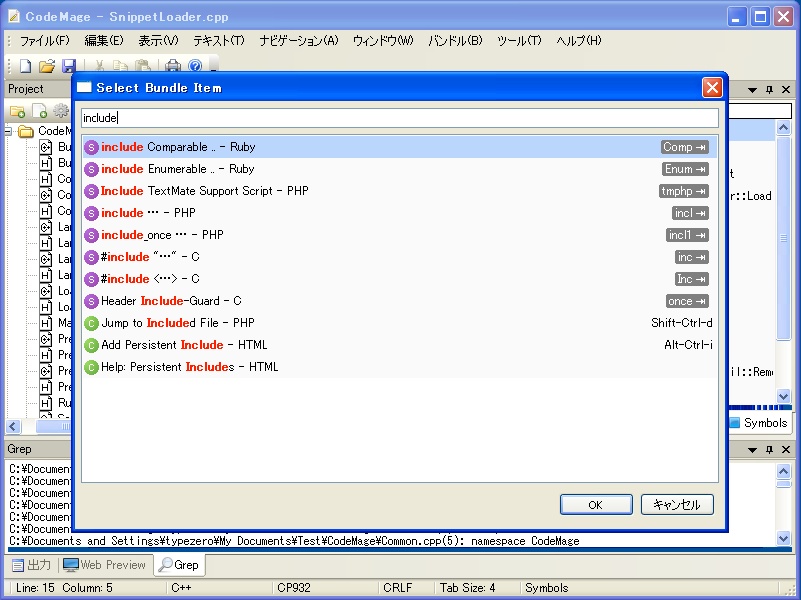 CodeMage - SnippetLoader.cpp
ファイル(F) 編集(E) 表示(V) テキスト(T) ナビゲーション(A) ウィンドウ(W) バンドル(B) ツール(T) ヘルプ(H)
Project
Select Bundle Item
include
include Comparable .. - Ruby Comp ⇥
include Enumerable .. - Ruby Enum ⇥
Include TextMate Support Script - PHP tmphp ⇥
include … - PHP incl ⇥
include_once … - PHP incl1 ⇥
#include "…" - C inc ⇥
#include <…> - C Inc ⇥
Header Include-Guard - C once ⇥
Jump to Included File - PHP Shift-Ctrl-d
Add Persistent Include - HTML Alt-Ctrl-i
Help: Persistent Includes - HTML
OK キャンセル
CodeM
Bu
Bu
Co
Co
Co
La
La
La
La
Lo
Lo
Ma
Pre
Pre
Pre
Pre
Ru
t
r::Load
il::Rem
Symbols
Grep
C:¥Documen
C:¥Documen
C:¥Documen
C:¥Documen
C:¥Documen
C:¥Documen
C:¥Documents and Settings¥typezero¥My Documents¥Test¥CodeMage¥Common.cpp(5): namespace CodeMage
出力 Web Preview Grep
Line: 15 Column: 5 C++ CP932 CRLF Tab Size: 4 Symbols